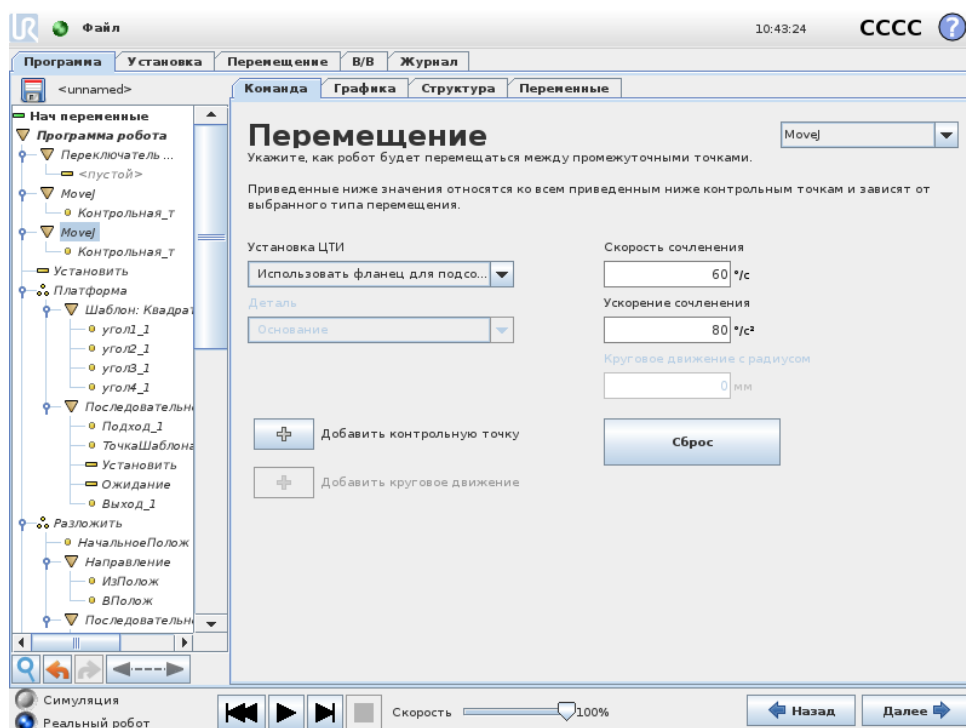 Файл
10:43:24
CCCC
?
Программа
Установка
Перемещение
В/В
Журнал
<unnamed>
Команда
Графика
Структура
Переменные
Нач переменные
Программа робота
Переключатель ...
<пустой>
MoveJ
Контрольная_т
MoveJ
Контрольная_т
Установить
Платформа
Шаблон: Квадрат
угол1_1
угол2_1
угол3_1
угол4_1
Последовательн
Подход_1
ТочкаШаблона
Установить
Ожидание
Выход_1
Разложить
НачальноеПолож
Направление
ИзПолож
ВПолож
Последовательн
Перемещение
MoveJ
Укажите, как робот будет перемещаться между промежуточными точками.
Приведенные ниже значения относятся ко всем приведенным ниже контрольным точкам и зависят от
выбранного типа перемещения.
Установка ЦТИ
Использовать фланец для подсо...
Деталь
Основание
Скорость сочленения
60 °/с
Ускорение сочленения
80 °/с²
Круговое движение с радиусом
0 мм
Добавить контрольную точку
Сброс
Добавить круговое движение
Симуляция
Реальный робот
Скорость
100%
Назад
Далее